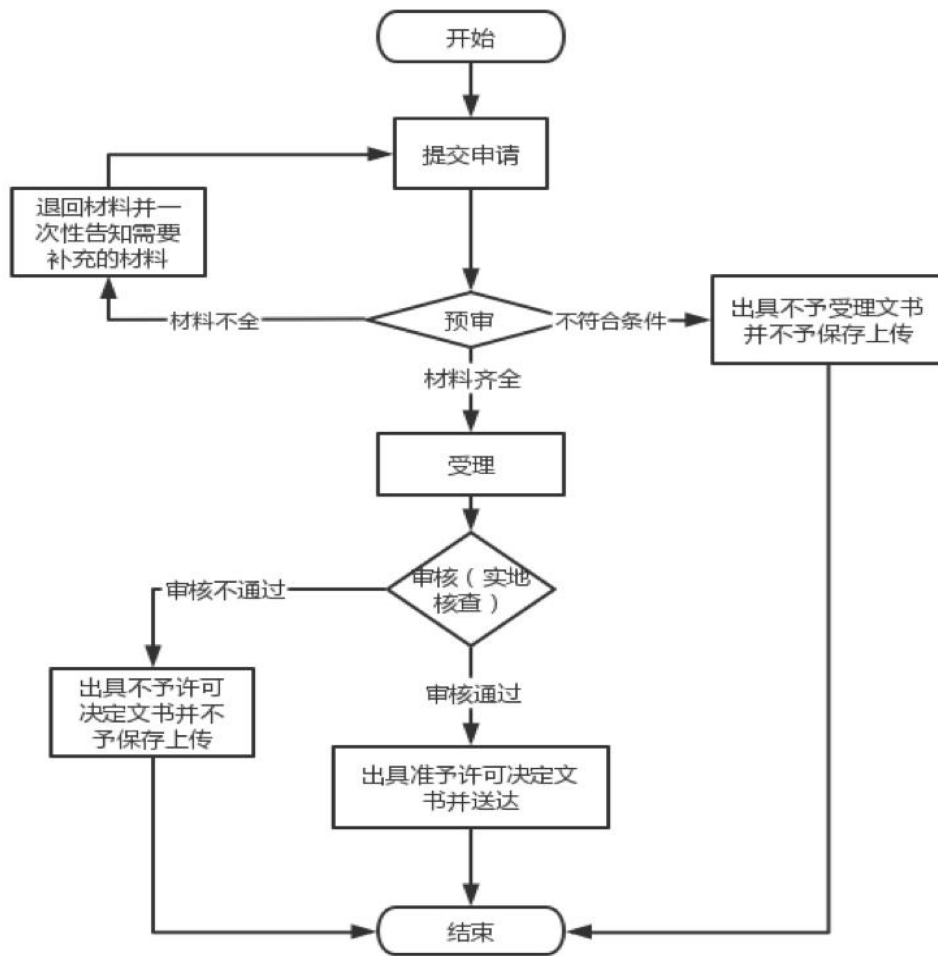 开始
提交申请
退回材料并一
次性告知需要
补充的材料
材料不全
预审
不符合条件
出具不予受理文书
并不予保存上传
材料齐全
受理
审核（实地
核查）
审核不通过
审核通过
出具不予许可
决定文书并不
予保存上传
出具准予许可决定文
书并送达
结束